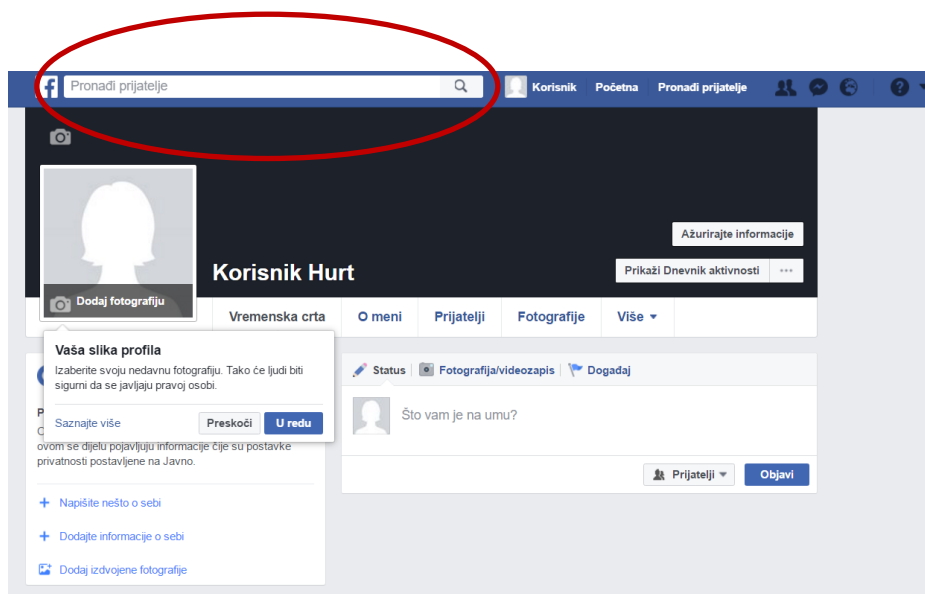 Pronađi prijatelje
Korisnik Početna Pronađi prijatelje
Ažurirajte informacije
Korisnik Hurt
Prikaži Dnevnik aktivnosti
Dodaj fotografiju
Vremenska crta O meni Prijatelji Fotografije Više
Vaša slika profila
Izaberite svoju nedavnu fotografiju. Tako će ljudi biti
sigurni da se javljaju pravoj osobi.
Saznajte više Preskoči U redu
ovom se dijelu pojavljuju informacije čije su postavke
privatnosti postavljene na Javno.
Napišite nešto o sebi
Dodajte informacije o sebi
Dodaj izdvojene fotografije
Status Fotografija/videozapis Događaj
Što vam je na umu?
Prijatelji Objavi